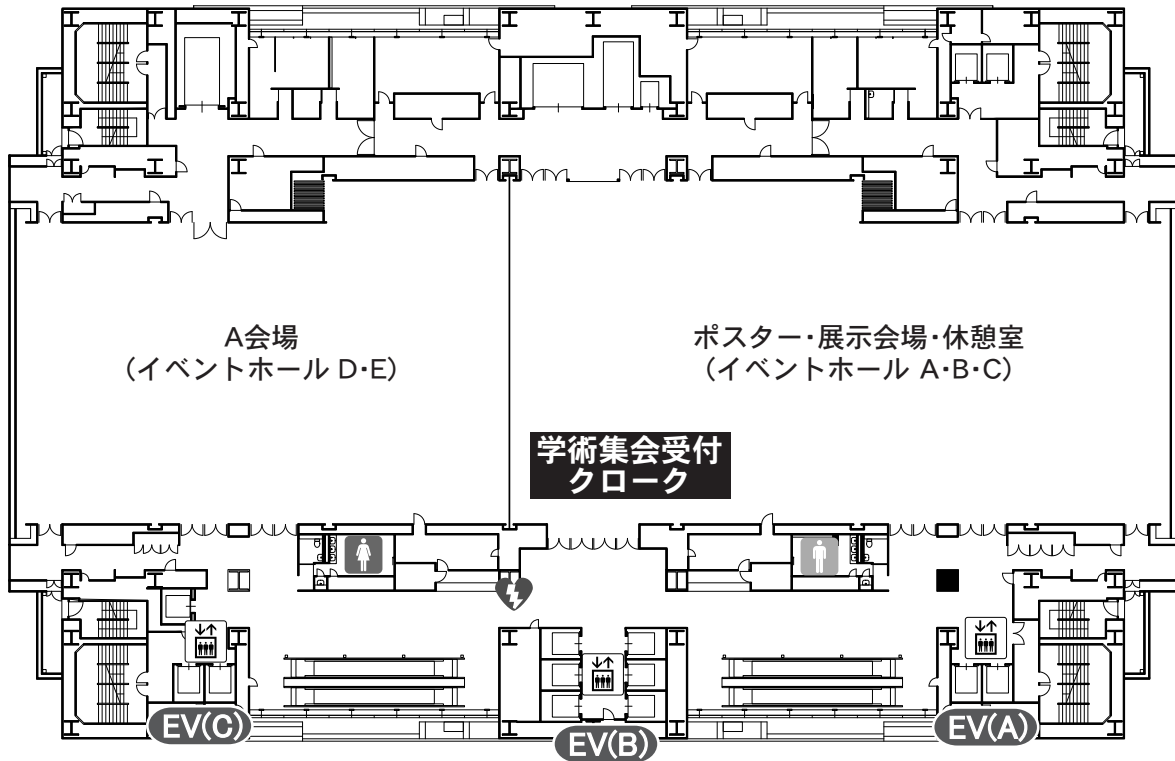 A会場
（イベントホール D・E）
ポスター・展示会場・休憩室
（イベントホール A・B・C）
学術集会受付
クローク
EV(C)
EV(B)
EV(A)